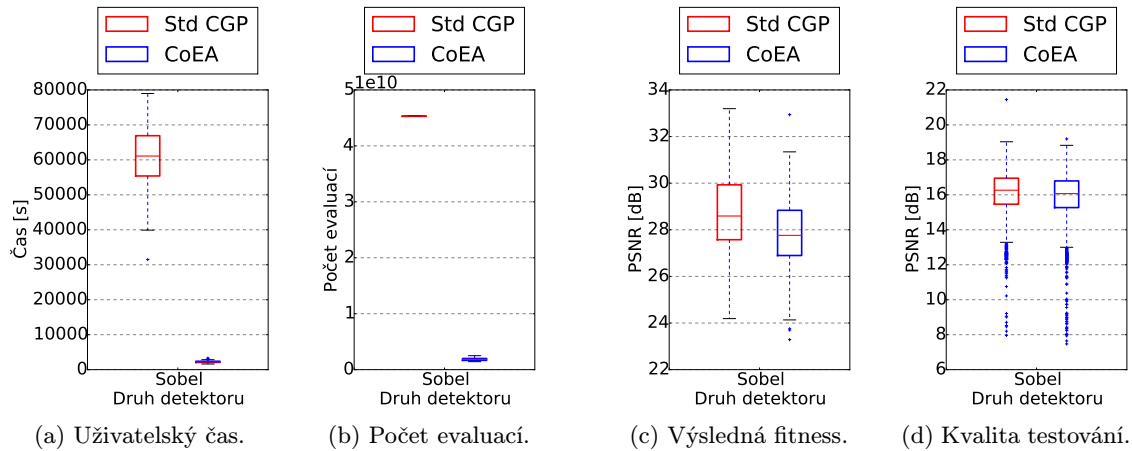 Std CGP
CoEA
Čas [s]
80000
70000
60000
50000
40000
30000
20000
10000
0
Sobel
Druh detektoru
(a) Uživatelský čas.
Std CGP
CoEA
1e10
Počet evaluací
5
4
3
2
1
0
Sobel
Druh detektoru
(b) Počet evaluací.
Std CGP
CoEA
PSNR [dB]
34
32
30
28
26
24
22
Sobel
Druh detektoru
(c) Výsledná fitness.
Std CGP
CoEA
PSNR [dB]
22
20
18
16
14
12
10
8
6
Sobel
Druh detektoru
(d) Kvalita testování.